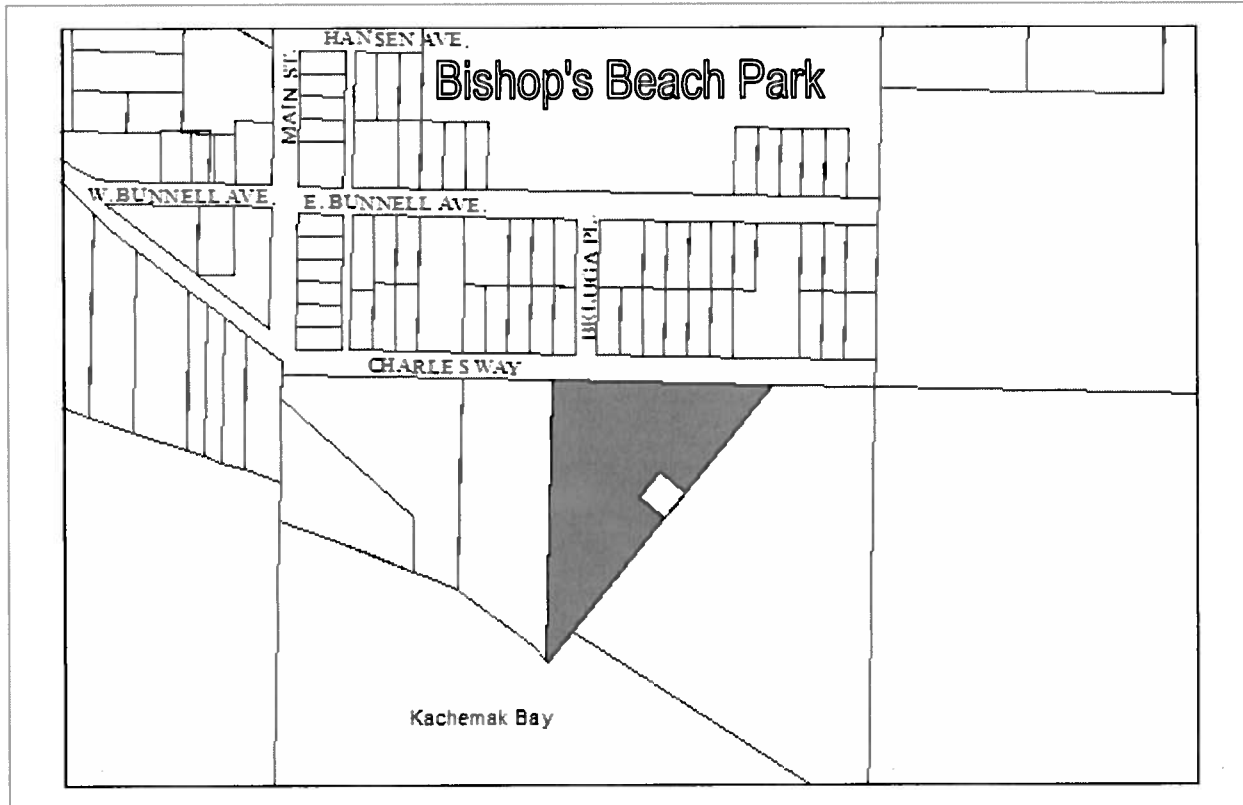 HANSEN AVE.
Bishop's Beach Park
MAIN ST.
W. BUNNELL AVE.
E. BUNNELL AVE.
BELUGA PL.
CHARLES WAY
Kachemak Bay